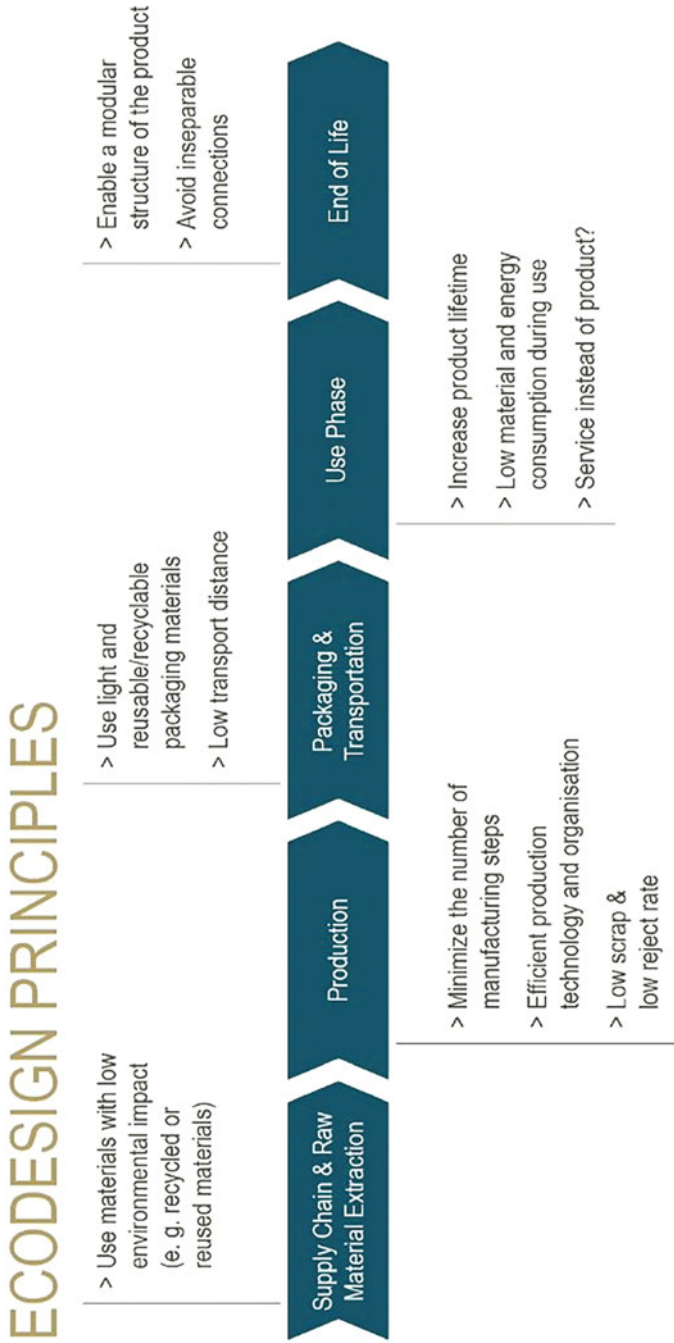 ECODESIGN PRINCIPLES
> Use materials with low
environmental impact
(e. g. recycled or
reused materials)
> Use light and
reusable/recyclable
packaging materials
> Low transport distance
> Enable a modular
structure of the product
> Avoid inseparable
connections
Supply Chain & Raw
Material Extraction
Production
Packaging &
Transportation
Use Phase
End of Life
> Minimize the number of
manufacturing steps
> Efficient production
technology and organisation
> Low scrap &
low reject rate
> Increase product lifetime
> Low material and energy
consumption during use
> Service instead of product?